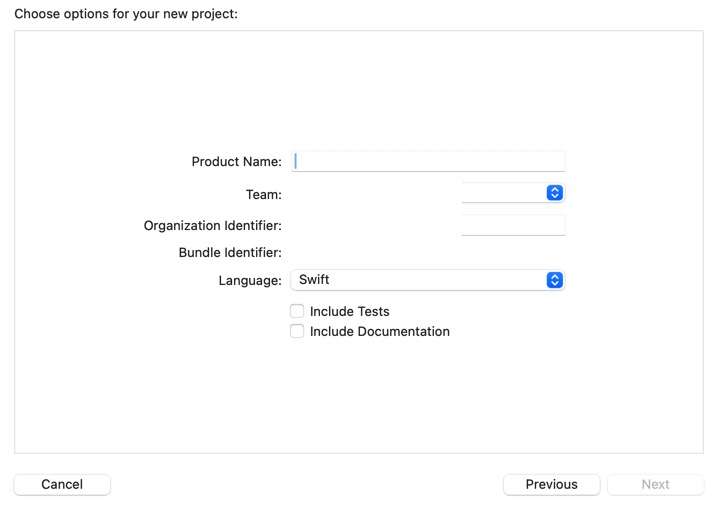 Choose options for your new project:
Product Name:
Team:
Organization Identifier:
Bundle Identifier:
Language: Swift
Include Tests
Include Documentation
Cancel Previous Next